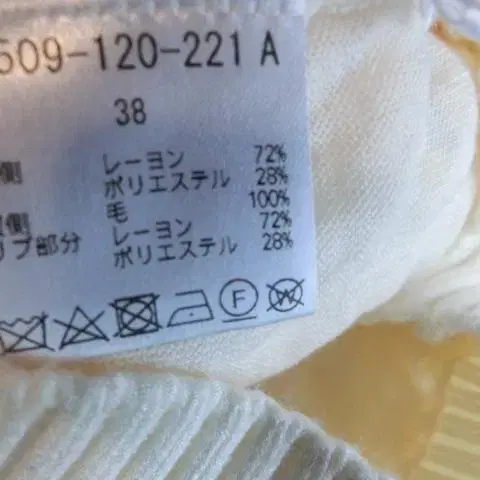 509-120-221 A
38
側 レーヨン 72%
ポリエステル 28%
側 毛 100%
リブ部分 レーヨン 72%
ポリエステル 28%
F W